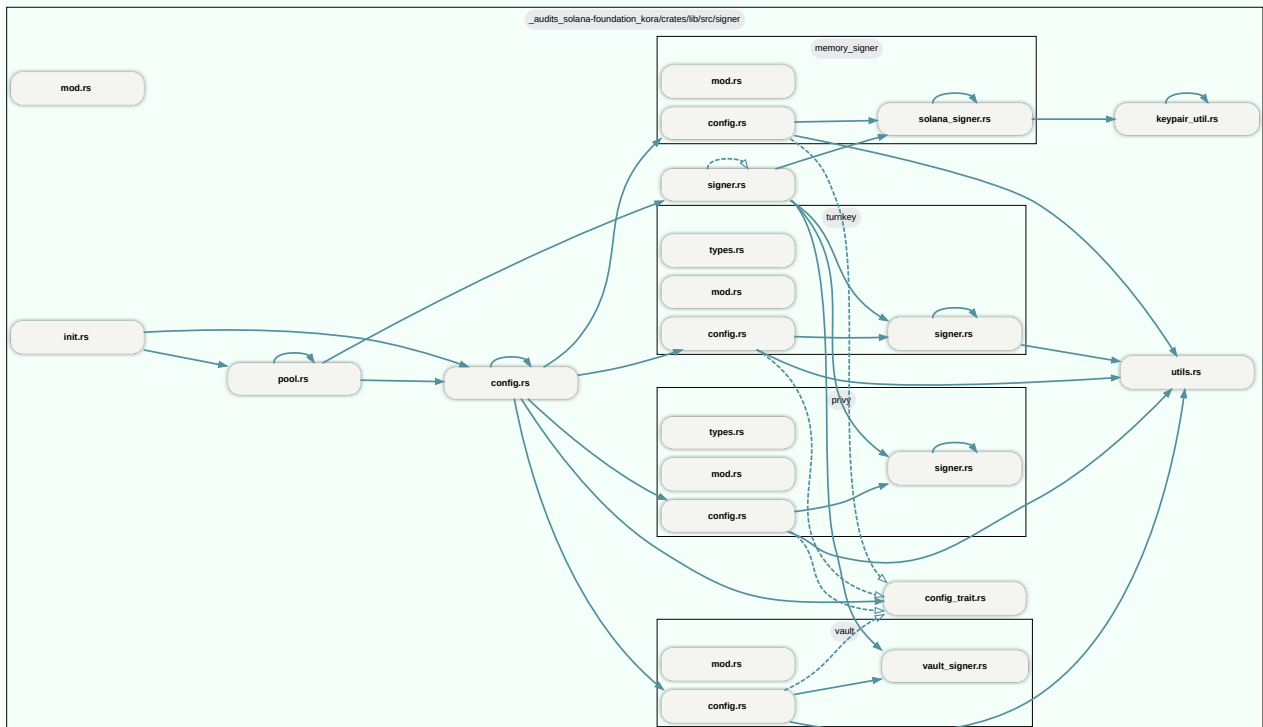 _audits_solana-foundation_kora/crates/lib/src/signer
memory_signer
mod.rs
mod.rs
config.rs
solana_signer.rs
keypair_util.rs
signer.rs
turnkey
types.rs
mod.rs
config.rs
signer.rs
init.rs
pool.rs
config.rs
utils.rs
privy
types.rs
mod.rs
config.rs
signer.rs
config_trait.rs
vault
mod.rs
config.rs
vault_signer.rs